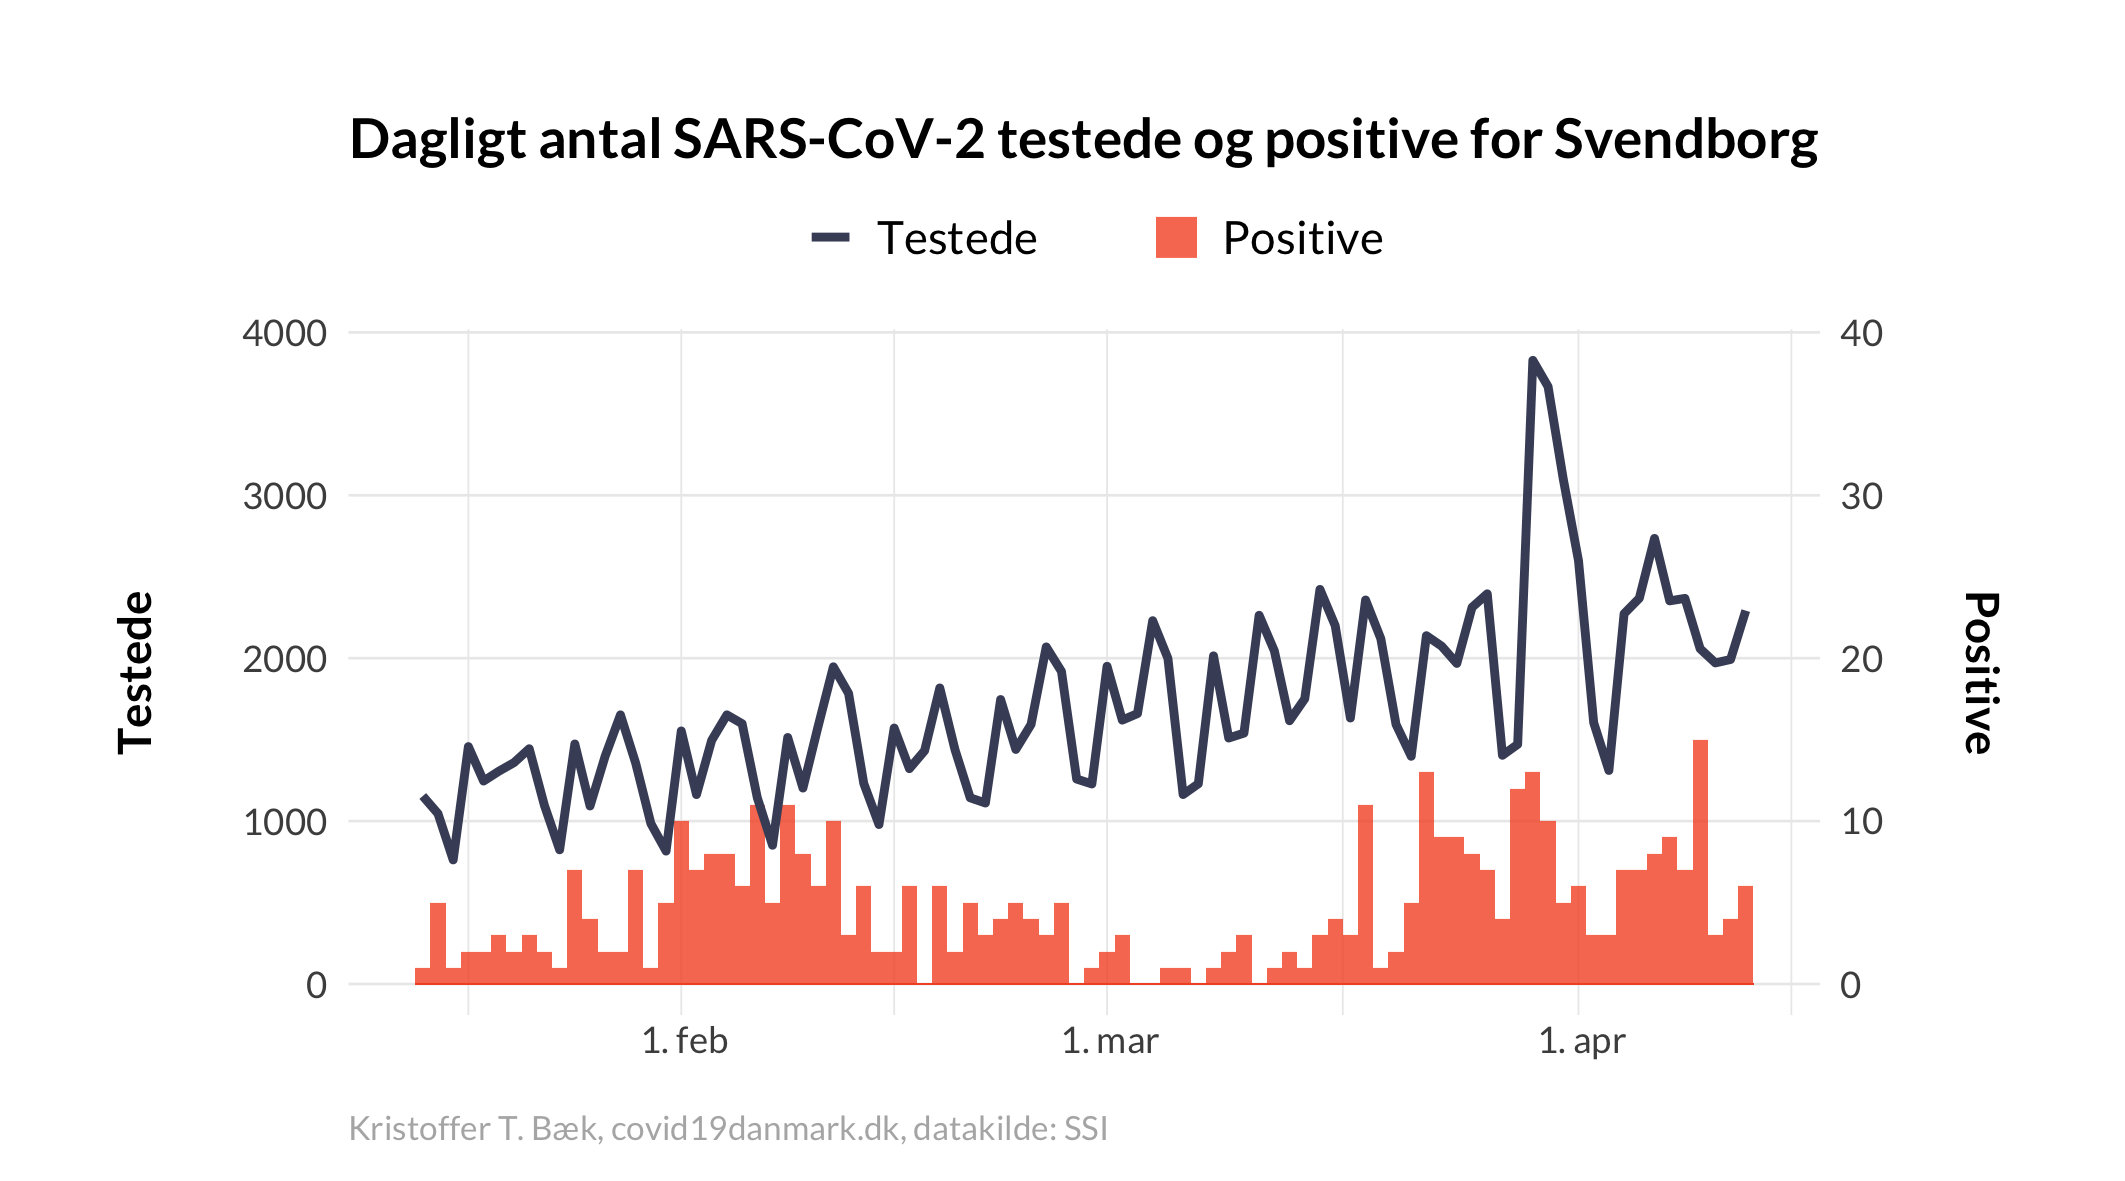 Dagligt antal SARS-CoV-2 testede og positive for Svendborg
Testede
Positive
4000
3000
2000
1000
0
40
30
20
10
0
Testede
Positive
1. feb
1. mar
1. apr
Kristoffer T. Bæk, covid19danmark.dk, datakilde: SSI